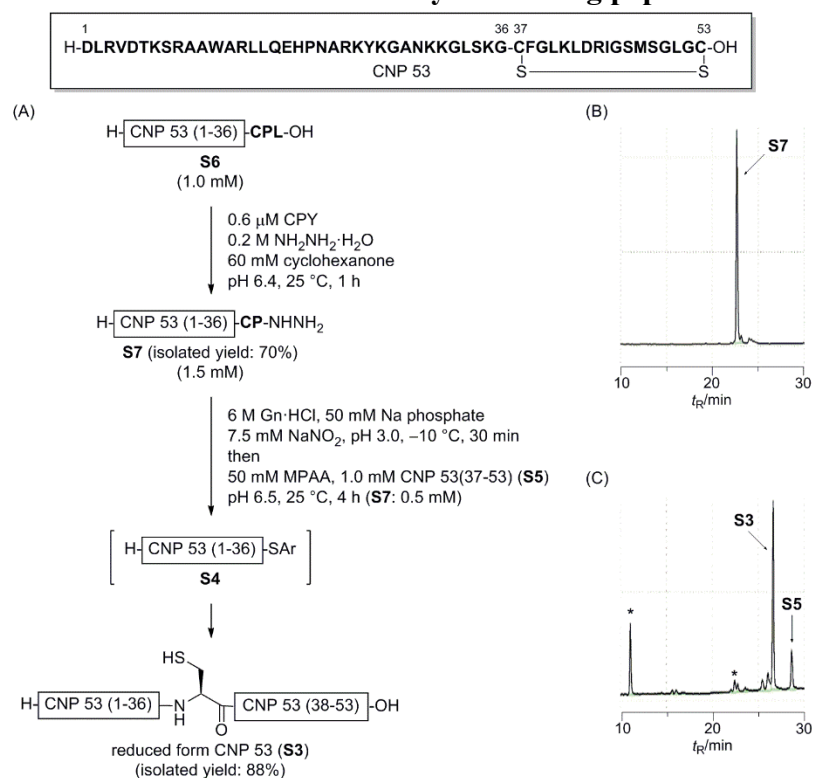 1 36 37 53
H-DLRVDTKSRAAWARLLQEHPNARKYKGANKKGLSKG-CFGLKLDRIGSMSGLGC-OH
CNP 53 S S
(A)
H-CNP 53 (1-36)-CPL-OH
S6
(1.0 mM)
0.6 μM CPY
0.2 M NH2NH2·H2O
60 mM cyclohexanone
pH 6.4, 25 °C, 1 h
H-CNP 53 (1-36)-CP-NHNH2
S7 (isolated yield: 70%)
(1.5 mM)
6 M Gn·HCl, 50 mM Na phosphate
7.5 mM NaNO2, pH 3.0, –10 °C, 30 min
then
50 mM MPAA, 1.0 mM CNP 53(37-53) (S5)
pH 6.5, 25 °C, 4 h (S7: 0.5 mM)
H-CNP 53 (1-36)-SAr
S4
HS
H-CNP 53 (1-36) N H O CNP 53 (38-53)-OH
reduced form CNP 53 (S3)
(isolated yield: 88%)
(B)
S7
10 20 30
tR/min
(C)
S3
S5
* *
10 20 30
tR/min